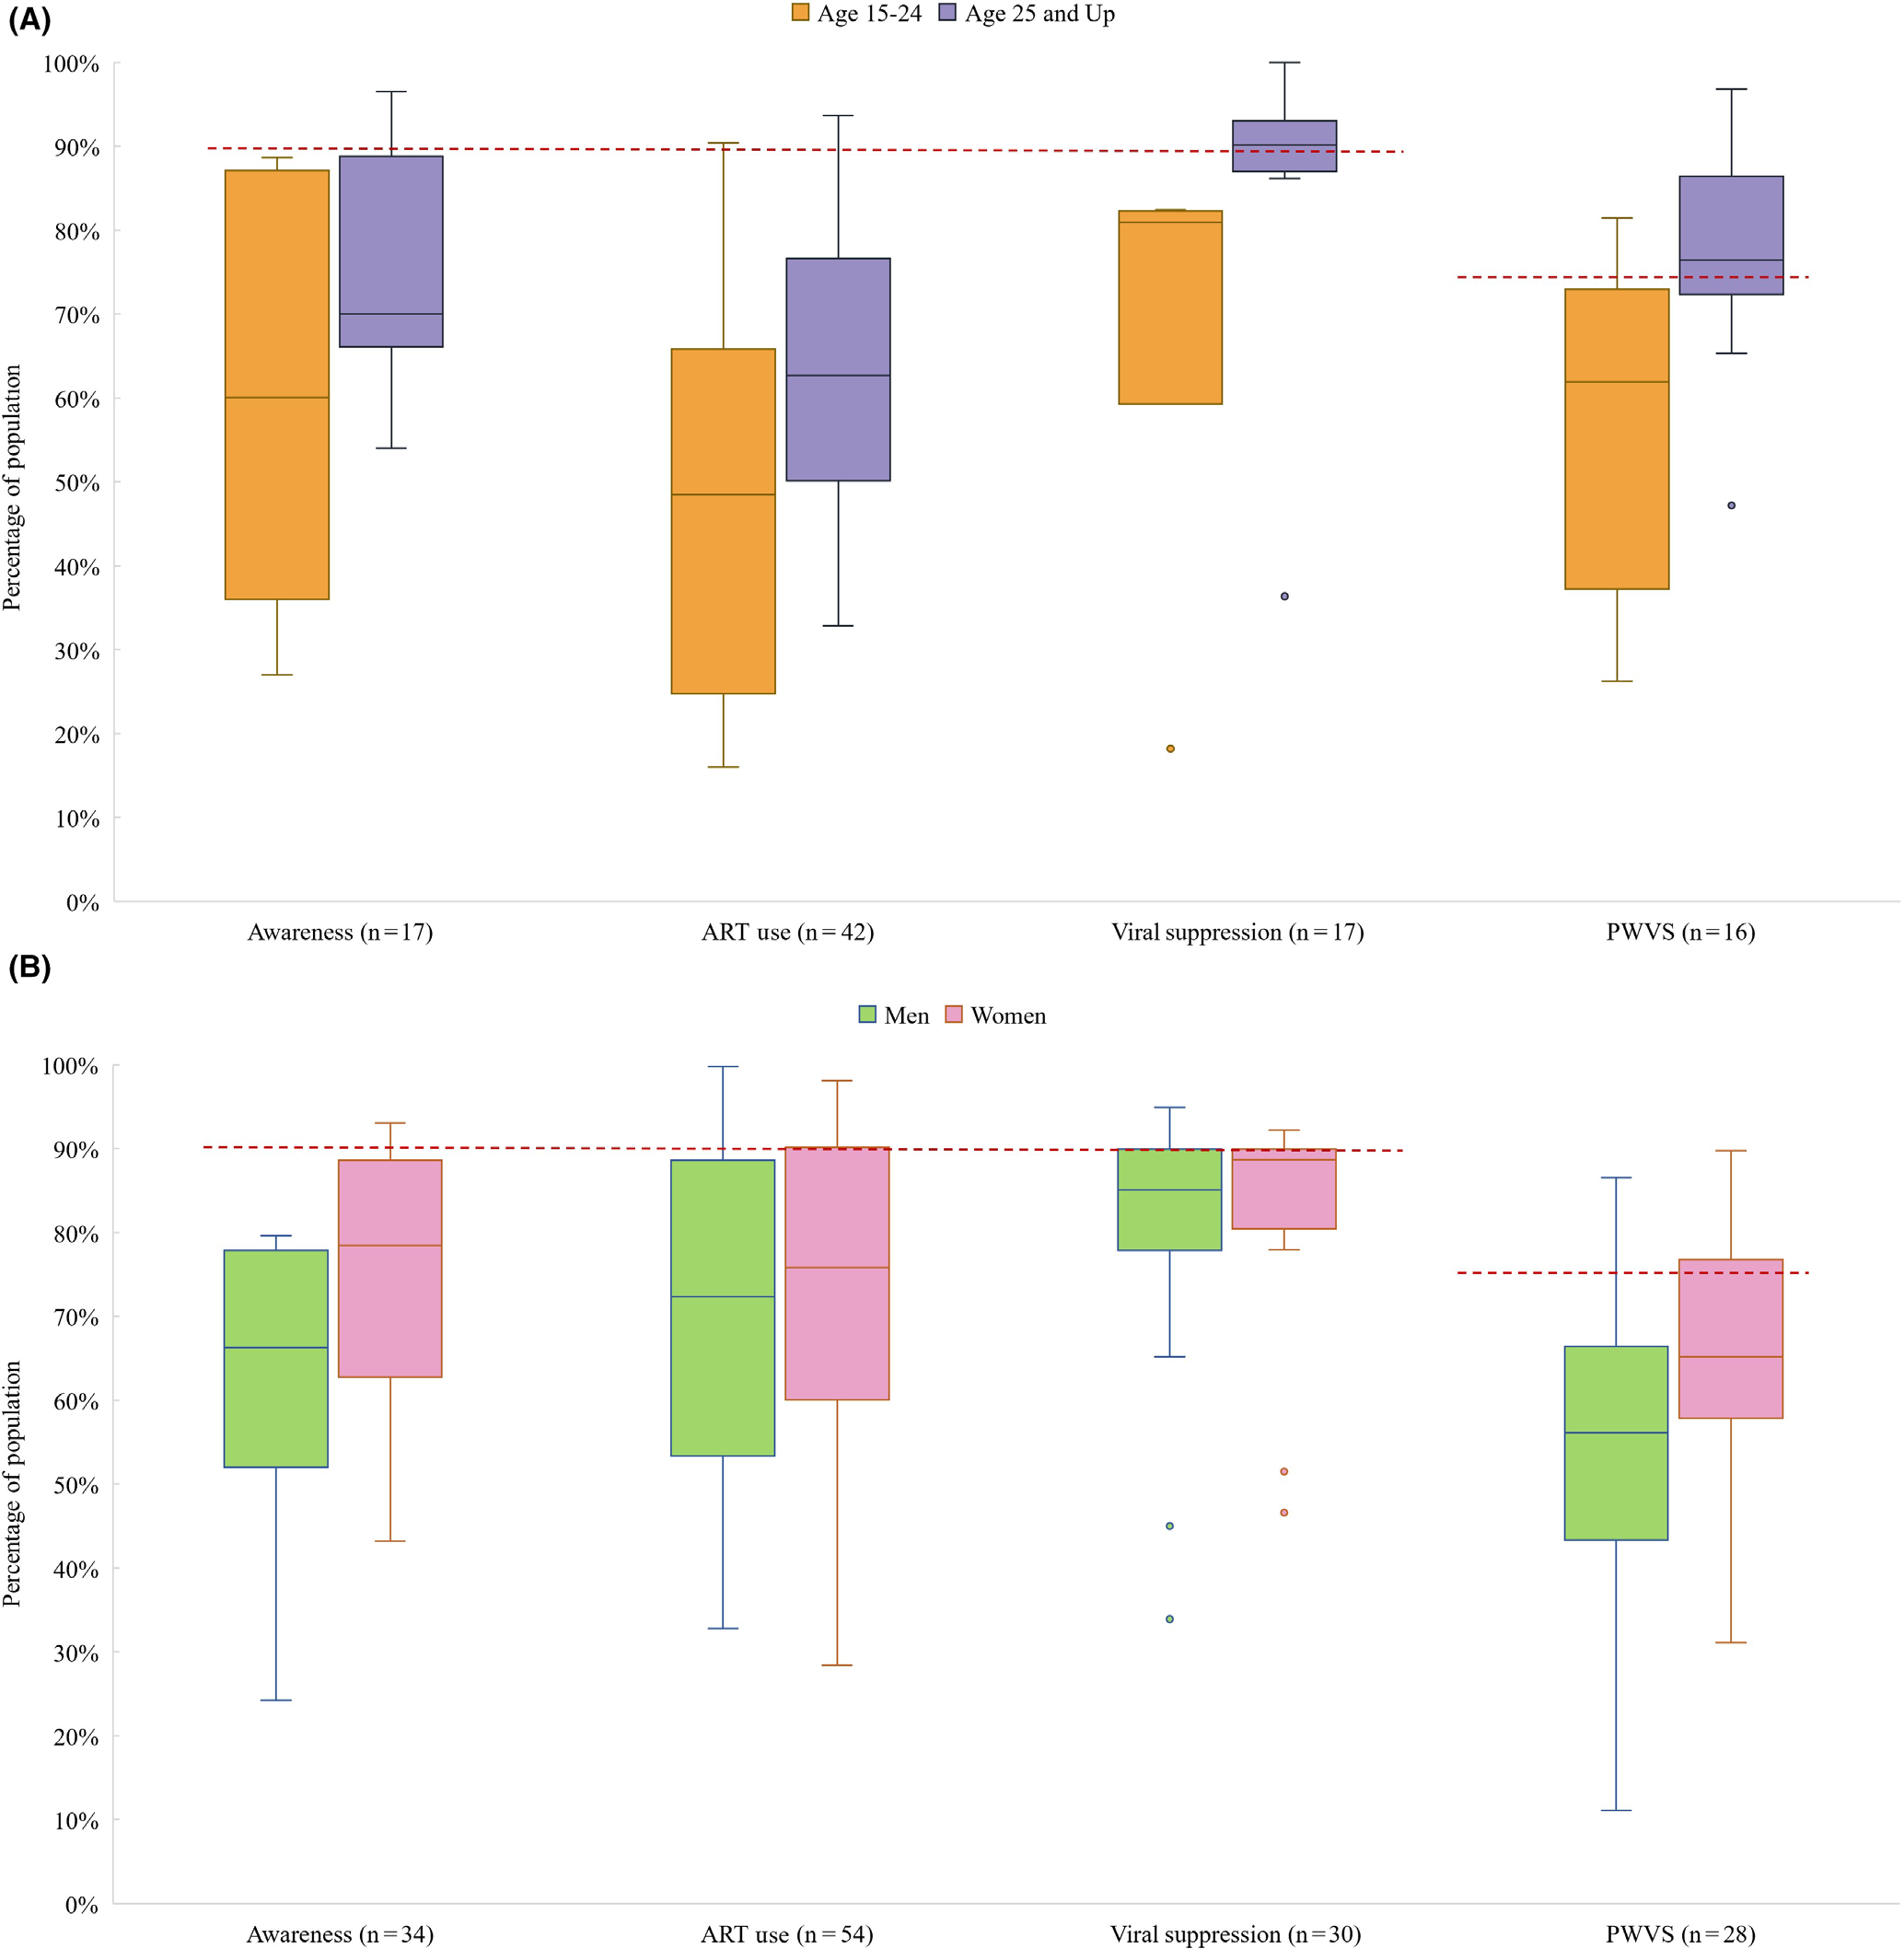 (A)
Age 15-24 Age 25 and Up
100%
90%
80%
70%
60%
50%
40%
30%
20%
10%
0%
Percentage of population
Awareness (n=17) ART use (n=42) Viral suppression (n=17) PWVS (n=16)
(B)
Men Women
100%
90%
80%
70%
60%
50%
40%
30%
20%
10%
0%
Percentage of population
Awareness (n=34) ART use (n=54) Viral suppression (n=30) PWVS (n=28)